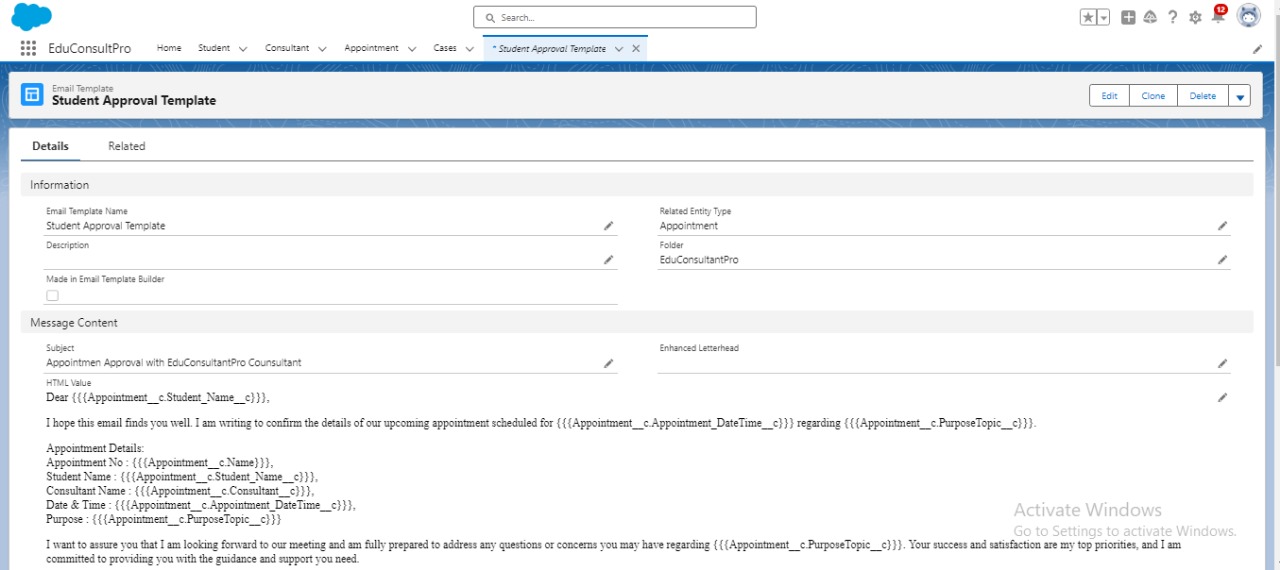 Search...
12
EduConsultPro Home Student Consultant Appointment Cases * Student Approval Template
Email Template
Student Approval Template
Edit Clone Delete
Details Related
Information
Email Template Name
Student Approval Template
Related Entity Type
Appointment
Description
Folder
EduConsultantPro
Made in Email Template Builder
Message Content
Subject
Appointmen Approval with EduConsultantPro Counsultant
Enhanced Letterhead
HTML Value
Dear {{{Appointment__c.Student_Name__c}}},
I hope this email finds you well. I am writing to confirm the details of our upcoming appointment scheduled for {{{Appointment__c.Appointment_DateTime__c}}} regarding {{{Appointment__c.PurposeTopic__c}}}.
Appointment Details:
Appointment No : {{{Appointment__c.Name}}},
Student Name : {{{Appointment__c.Student_Name__c}}},
Consultant Name : {{{Appointment__c.Consultant__c}}},
Date & Time : {{{Appointment__c.Appointment_DateTime__c}}},
Purpose : {{{Appointment__c.PurposeTopic__c}}}
Activate Windows
Go to Settings to activate Windows.
I want to assure you that I am looking forward to our meeting and am fully prepared to address any questions or concerns you may have regarding {{{Appointment__c.PurposeTopic__c}}}. Your success and satisfaction are my top priorities, and I am
committed to providing you with the guidance and support you need.